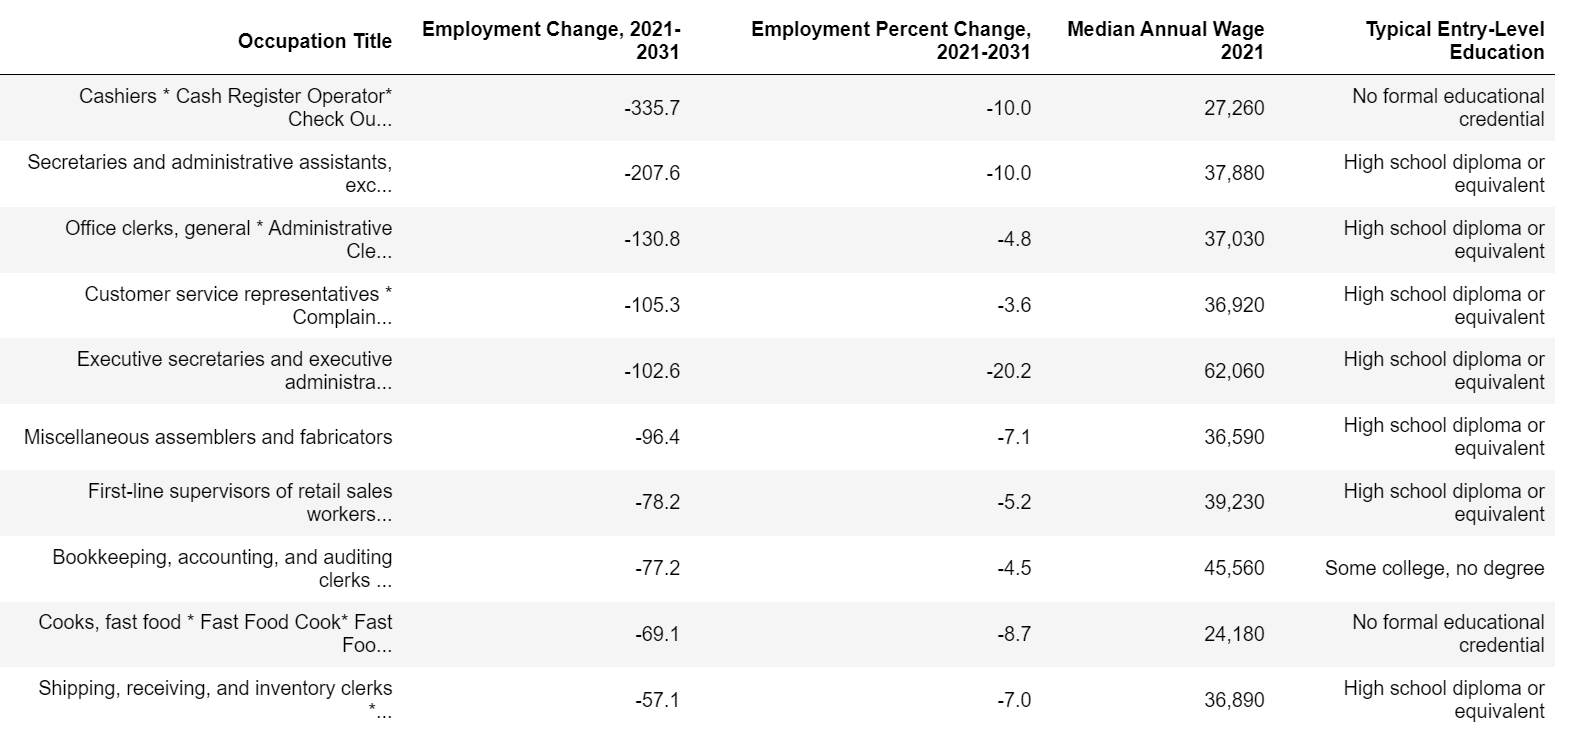 Occupation Title Employment Change, 2021-2031 Employment Percent Change, 2021-2031 Median Annual Wage 2021 Typical Entry-Level Education
Cashiers * Cash Register Operator* Check Ou... -335.7 -10.0 27,260 No formal educational credential
Secretaries and administrative assistants, exc... -207.6 -10.0 37,880 High school diploma or equivalent
Office clerks, general * Administrative Cle... -130.8 -4.8 37,030 High school diploma or equivalent
Customer service representatives * Complain... -105.3 -3.6 36,920 High school diploma or equivalent
Executive secretaries and executive administra... -102.6 -20.2 62,060 High school diploma or equivalent
Miscellaneous assemblers and fabricators -96.4 -7.1 36,590 High school diploma or equivalent
First-line supervisors of retail sales workers... -78.2 -5.2 39,230 High school diploma or equivalent
Bookkeeping, accounting, and auditing clerks ... -77.2 -4.5 45,560 Some college, no degree
Cooks, fast food * Fast Food Cook* Fast Foo... -69.1 -8.7 24,180 No formal educational credential
Shipping, receiving, and inventory clerks *... -57.1 -7.0 36,890 High school diploma or equivalent